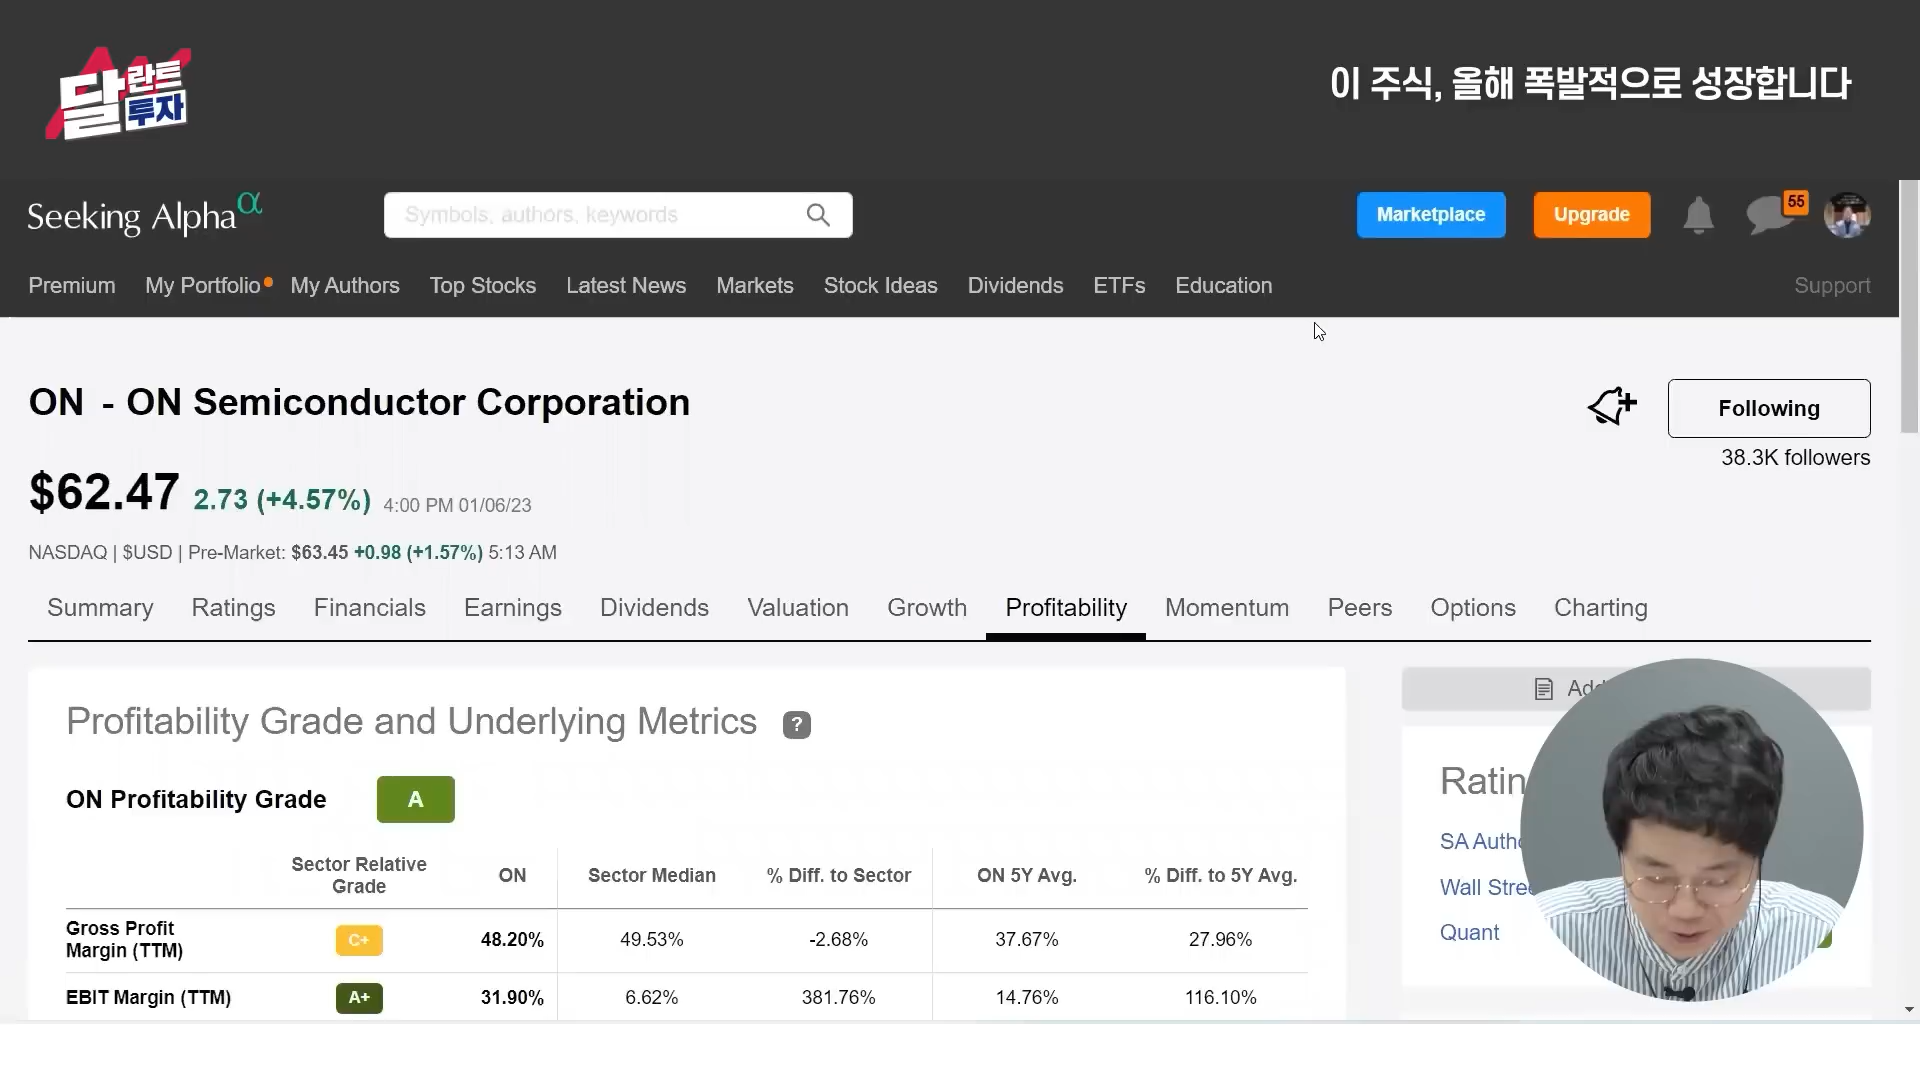 달란트투자
이 주식, 올해 폭발적으로 성장합니다
Seeking Alpha α
Symbols, authors, keywords
Marketplace
Upgrade
55
Premium My Portfolio My Authors Top Stocks Latest News Markets Stock Ideas Dividends ETFs Education Support
ON - ON Semiconductor Corporation
Following
38.3K followers
$62.47 2.73 (+4.57%) 4:00 PM 01/06/23
NASDAQ | $USD | Pre-Market: $63.45 +0.98 (+1.57%) 5:13 AM
Summary Ratings Financials Earnings Dividends Valuation Growth Profitability Momentum Peers Options Charting
Profitability Grade and Underlying Metrics ?
ON Profitability Grade A
Sector Relative
Grade
ON Sector Median % Diff. to Sector ON 5Y Avg. % Diff. to 5Y Avg.
Gross Profit
Margin (TTM)
C+ 48.20% 49.53% -2.68% 37.67% 27.96%
EBIT Margin (TTM) A+ 31.90% 6.62% 381.76% 14.76% 116.10%
SA
Wall
Quant